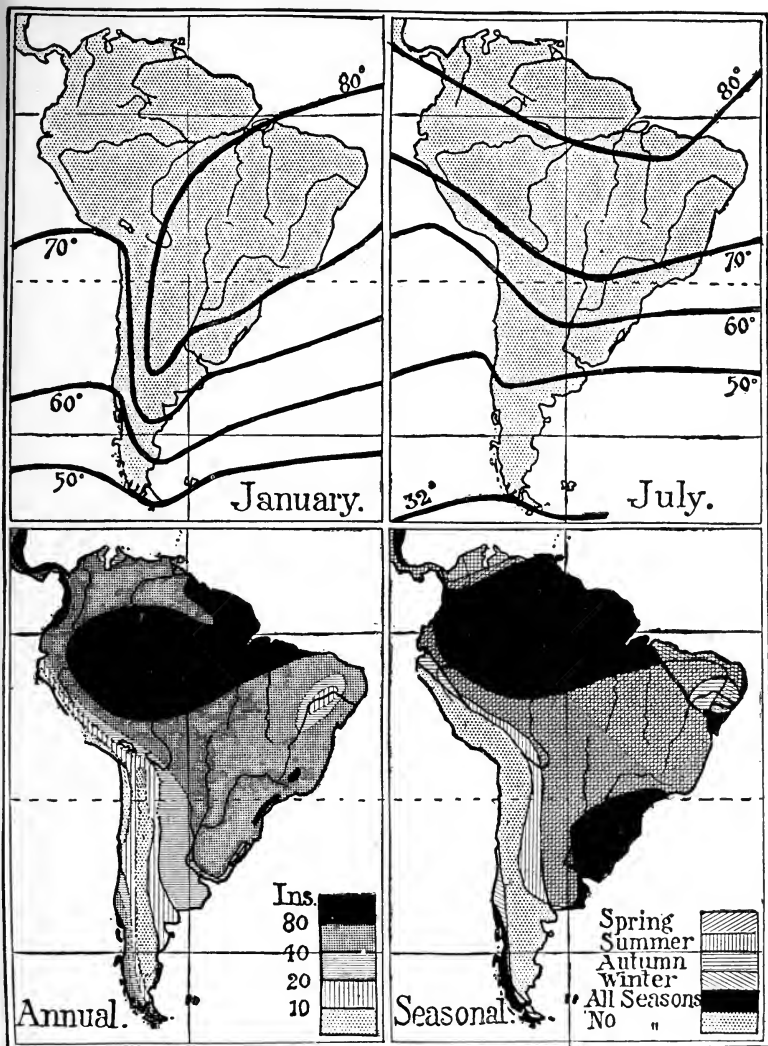 80°
70°
60°
50°
January.
80°
70°
60°
50°
32°
July.
Ins.
80
40
20
10
Annual.
Spring
Summer
Autumn
Winter
All Seasons
No "
Seasonal.